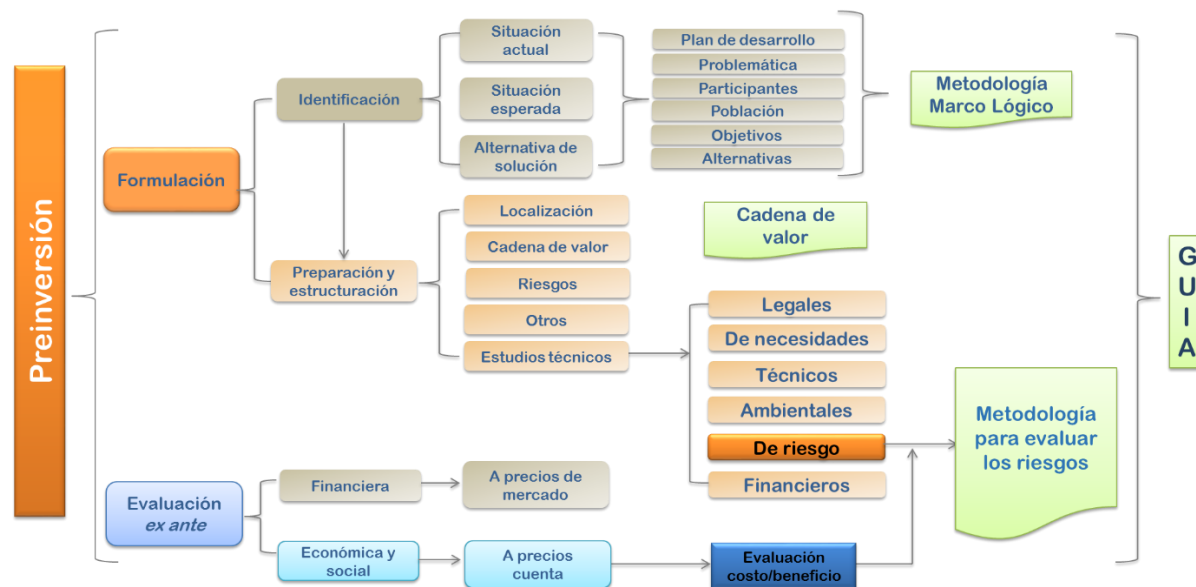 Preinversión
Formulación
Identificación
Situación
actual
Situación
esperada
Alternativa de
solución
Plan de desarrollo
Problemática
Participantes
Población
Objetivos
Alternativas
Metodología
Marco Lógico
Preparación y
estructuración
Localización
Cadena de valor
Riesgos
Otros
Estudios técnicos
Cadena de
valor
Legales
De necesidades
Técnicos
Ambientales
De riesgo
Financieros
Metodología
para evaluar
los riesgos
Evaluación
ex ante
Financiera
A precios de
mercado
Económica y
social
A precios
cuenta
Evaluación
costo/beneficio
G
U
I
A